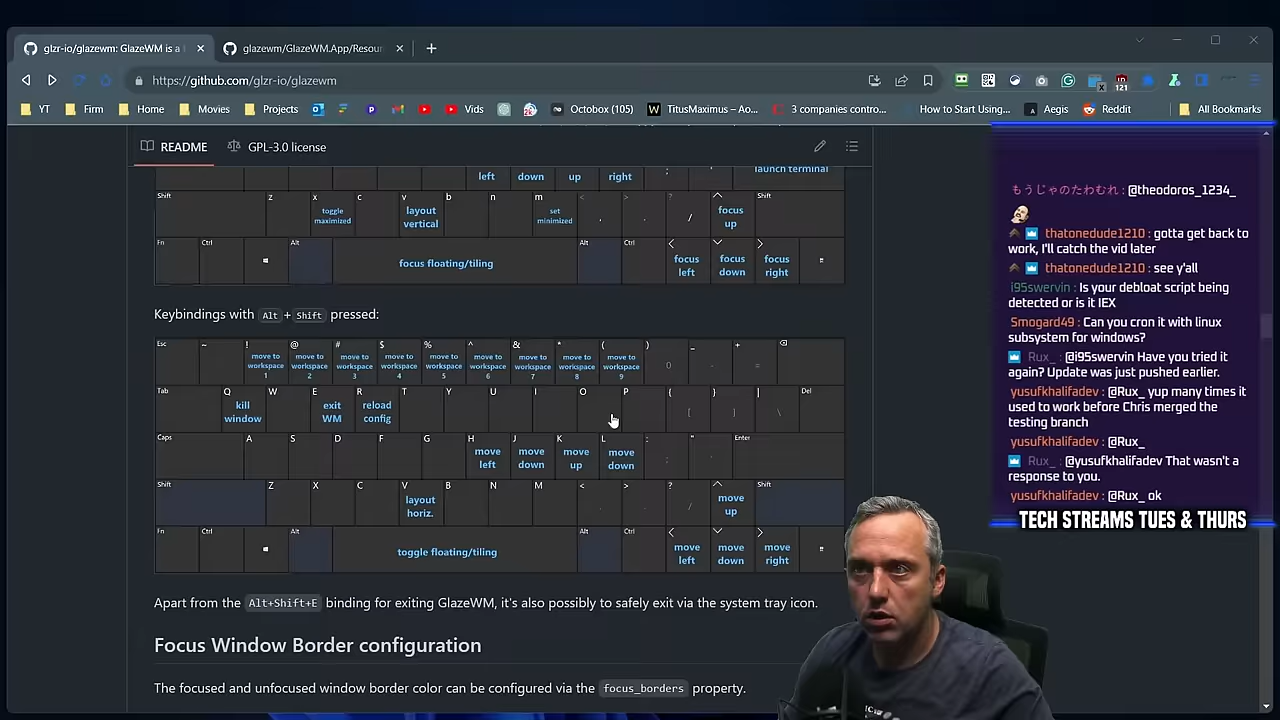 glzr-io/glazewm: GlazeWM is a
glazewm/GlazeWM.App/Resou
https://github.com/glzr-io/glazewm
121
YT Firm Home Movies Projects Vids Octobox (105) TitusMaximus – Ao... 3 companies contro... How to Start Using... Aegis Reddit All Bookmarks
README GPL-3.0 license
left down up right launch terminal
Shift z x c v b n m < , > . ? / ^ Shift
toggle maximized layout vertical set minimized focus up
Fn Ctrl Alt focus floating/tiling Alt Ctrl focus left focus down focus right
Keybindings with Alt + Shift pressed:
Esc ~ ! @ # $ % ^ & * ( ) _ +
move to workspace 1 move to workspace 2 move to workspace 3 move to workspace 4 move to workspace 5 move to workspace 6 move to workspace 7 move to workspace 8 move to workspace 9 0 - =
Tab Q W E R T Y U I O P { } | Del
kill window exit WM reload config [ ] \
Caps A S D F G H J K L : " Enter
move left move down move up move down
Shift Z X C V B N M < > ? ^ Shift
layout horiz. move up
Fn Ctrl Alt toggle floating/tiling Alt Ctrl move left move down move right
Apart from the Alt+Shift+E binding for exiting GlazeWM, it's also possibly to safely exit via the system tray icon.
Focus Window Border configuration
The focused and unfocused window border color can be configured via the focus_borders property.
もうじゃのたわむれ : @theodoros_1234_
thatonedude1210 : gotta get back to
work, I'll catch the vid later
thatonedude1210 : see y'all
i95swervin : Is your debloat script being
detected or is it IEX
Smogard49 : Can you cron it with linux
subsystem for windows?
Rux_ : @i95swervin Have you tried it
again? Update was just pushed earlier.
yusufkhalifadev : @Rux_ yup many times it
used to work before Chris merged the
testing branch
yusufkhalifadev : @Rux_
Rux_ : @yusufkhalifadev That wasn't a
response to you.
yusufkhalifadev : @Rux_ ok
TECH STREAMS TUES & THURS